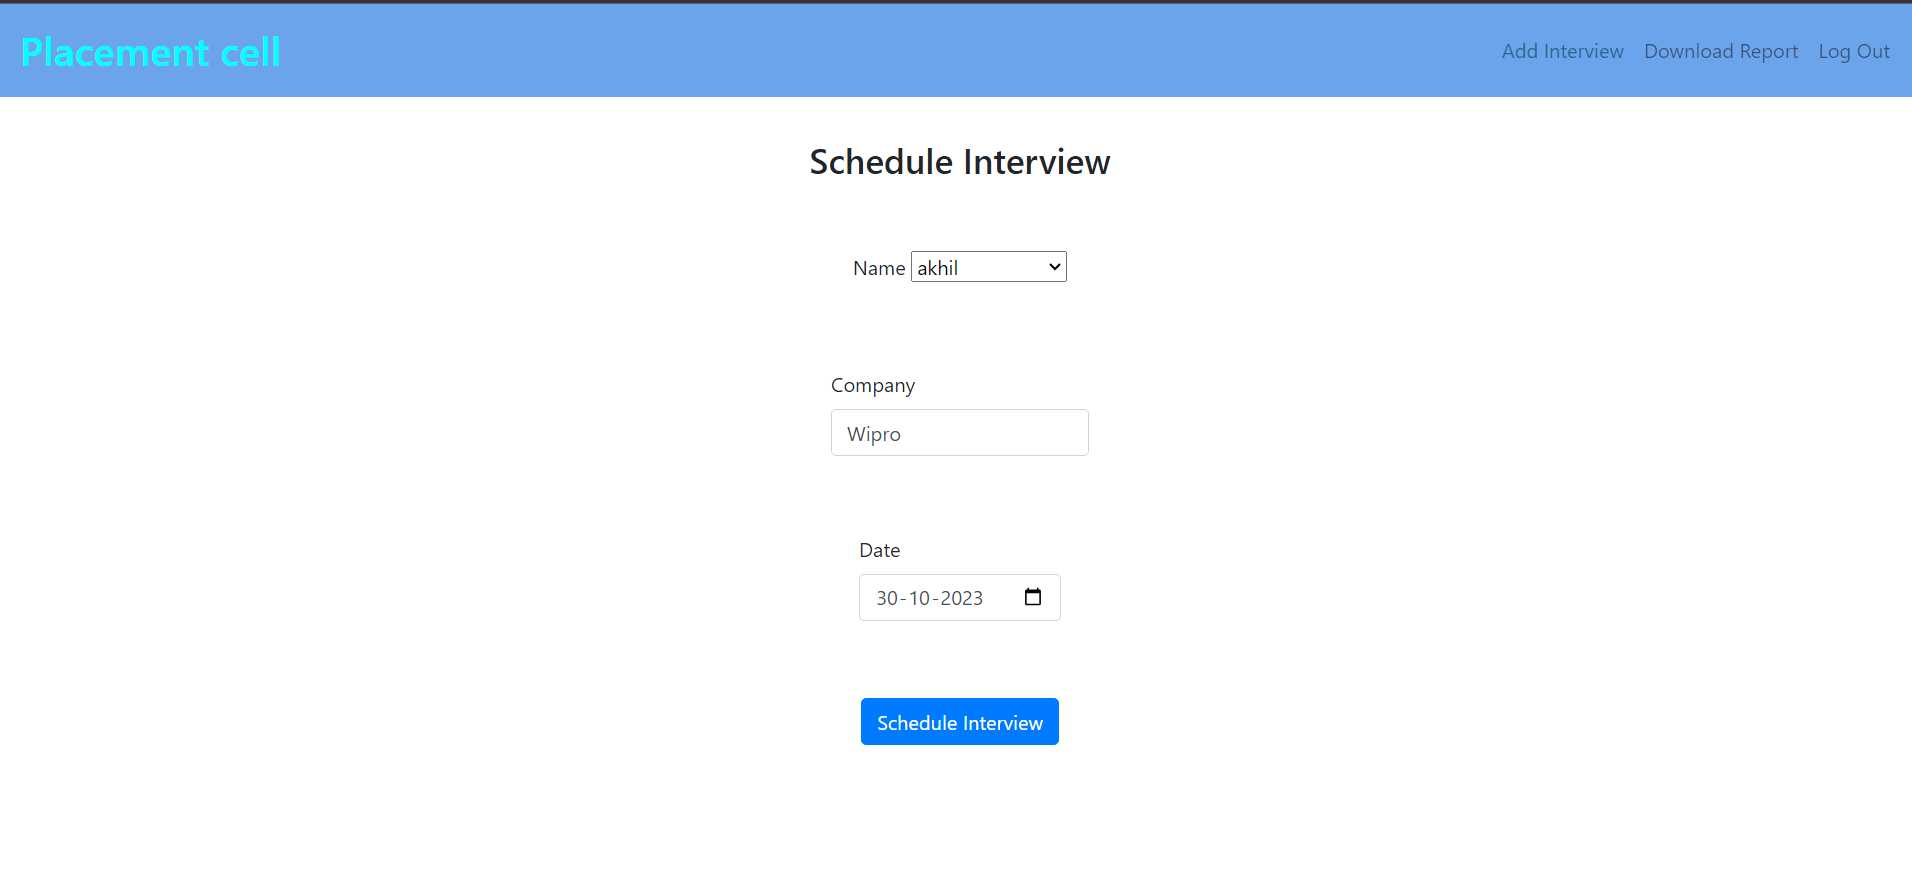 Placement cell Add Interview Download Report Log Out
Schedule Interview
Name akhil
Company
Wipro
Date
30-10-2023
Schedule Interview